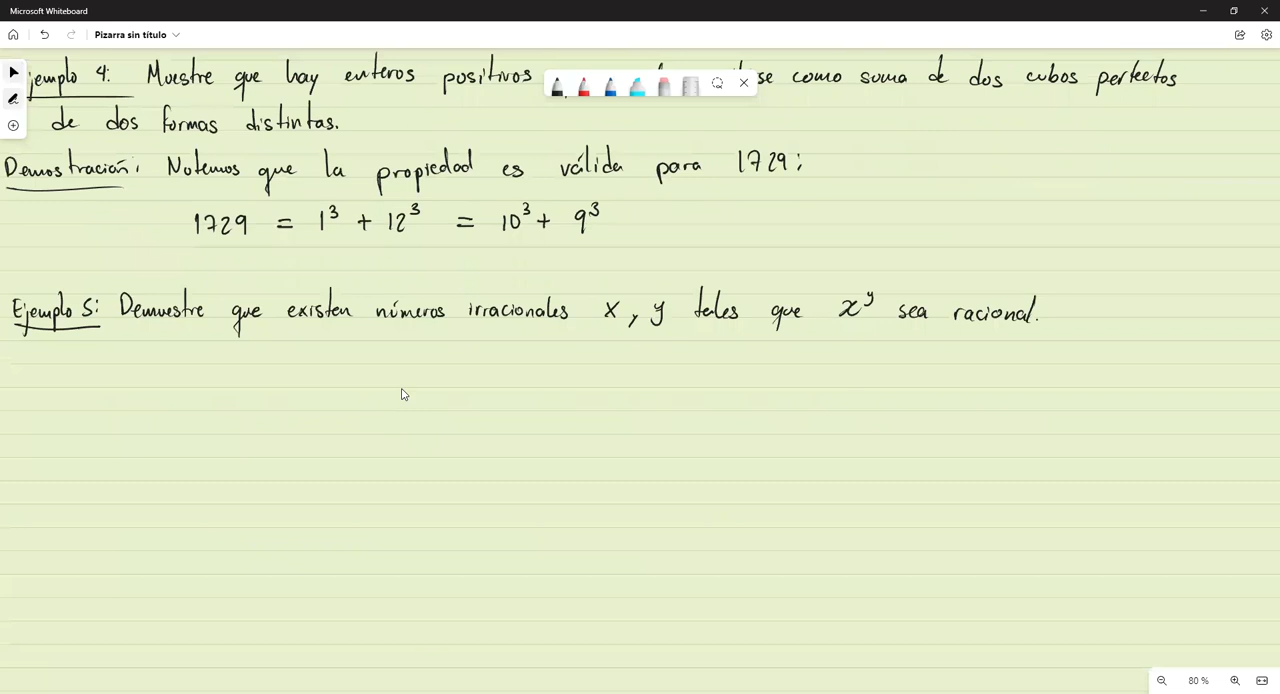 Microsoft Whiteboard
Pizarra sin título
jemplo 4: Muestre que hay enteros positivos se como suma de dos cubos perfectos
de dos formas distintas.
Demostración: Notemos que la propiedad es válida para 1729:
1729 = 1³ + 12³ = 10³ + 9³
Ejemplo 5: Demuestre que existen números irracionales x, y tales que x^y sea racional.
80 %